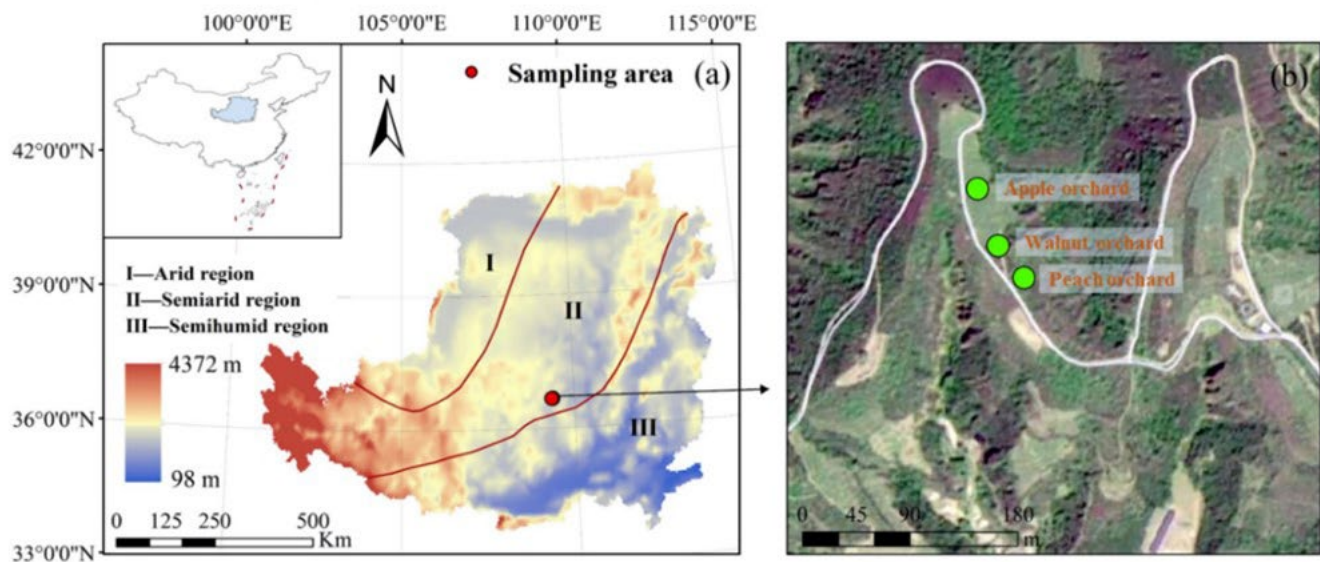 100°0'0"E 105°0'0"E 110°0'0"E 115°0'0"E
N
Sampling area (a)
42°0'0"N
39°0'0"N
36°0'0"N
33°0'0"N
I—Arid region
II—Semiarid region
III—Semihumid region
4372 m
98 m
0 125 250 500
Km
I
II
III
(b)
Apple orchard
Walnut orchard
Peach orchard
0 45 90 180
m